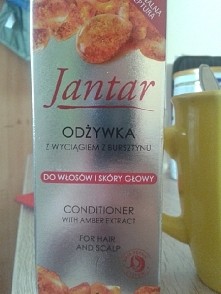 Jantar
ODŻYWKA
Z WYCIĄGIEM Z BURSZTYNU
DO WŁOSÓW I SKÓRY GŁOWY
CONDITIONER
WITH AMBER EXTRACT
FOR HAIR
AND SCALP